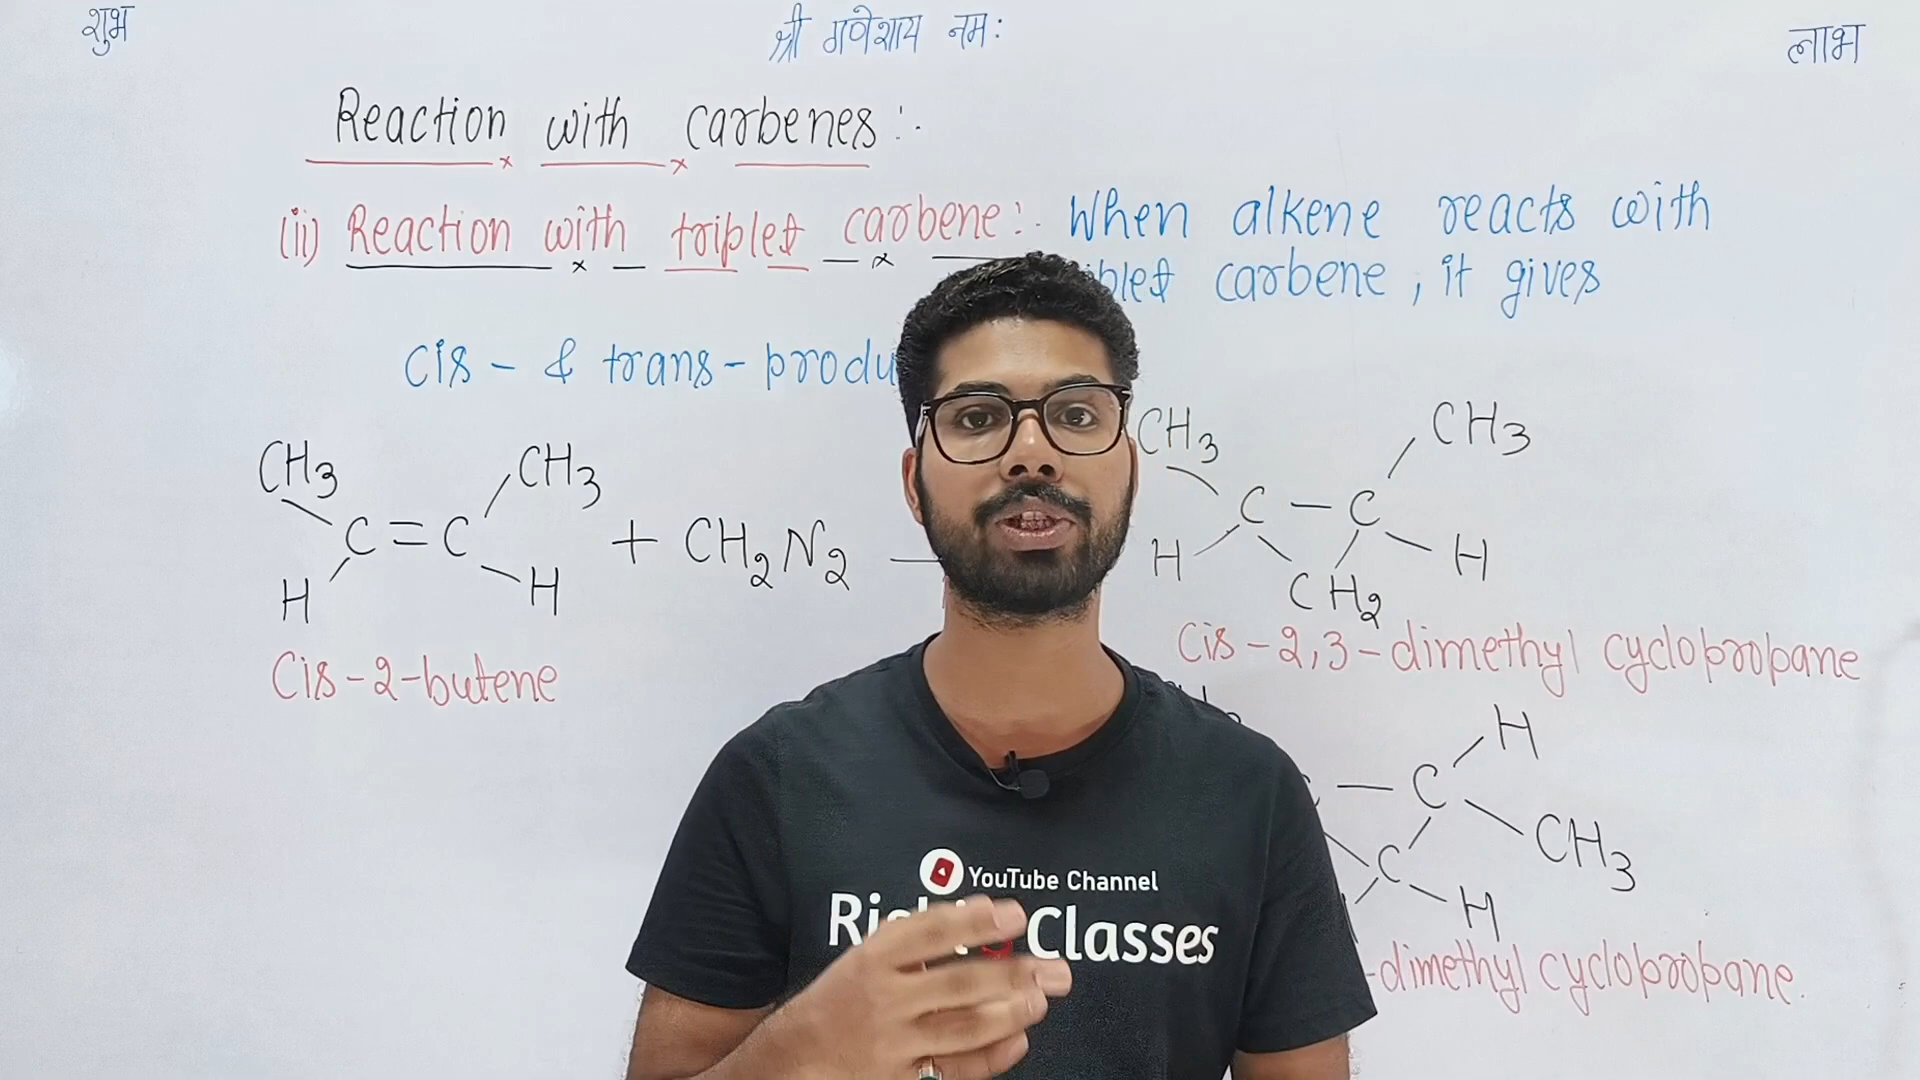 शुभ
श्री गणेशाय नमः
लाभ
Reaction with carbenes :-
(ii) Reaction with triplet carbene :- When alkene reacts with
carbene, it gives
Cis - & trans -
CH3 CH3
C = C
H H
+ CH2N2
Cis-2-butene
CH3 CH3
C — C
H H
CH2
Cis-2,3-dimethyl cyclopropane
H
— C
CH3
C
H
-dimethyl cyclopropane.
YouTube Channel
Classes